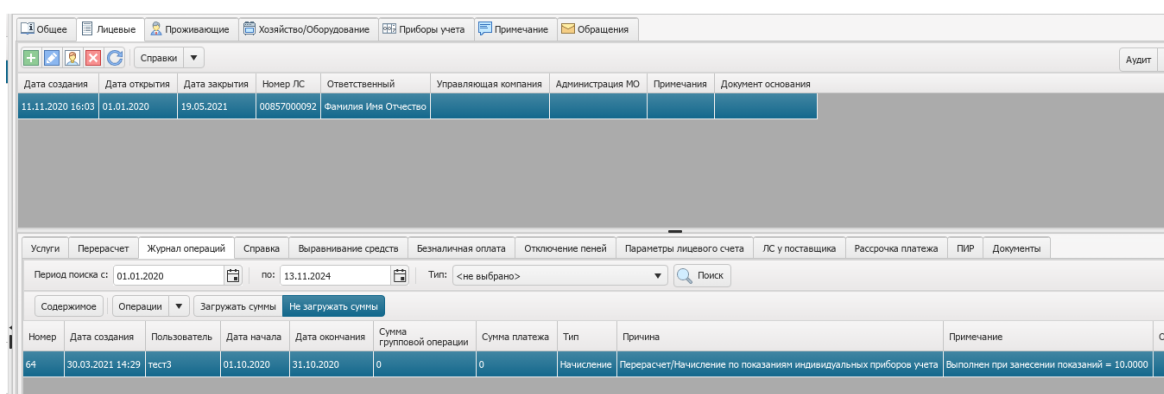 Общее Лицевые Проживающие Хозяйство/Оборудование Приборы учета Примечание Обращения
Справки Аудит
Дата создания Дата открытия Дата закрытия Номер ЛС Ответственный Управляющая компания Администрация МО Примечания Документ основания
11.11.2020 16:03 01.01.2020 19.05.2021 00857000092 Фамилия Имя Отчество
Услуги Перерасчет Журнал операций Справка Выравнивание средств Безналичная оплата Отключение пеней Параметры лицевого счета ЛС у поставщика Рассрочка платежа ПИР Документы
Период поиска с: 01.01.2020 по: 13.11.2024 Тип: <не выбрано> Поиск
Содержимое Операции Загружать суммы Не загружать суммы
Номер Дата создания Пользователь Дата начала Дата окончания Сумма групповой операции Сумма платежа Тип Причина Примечание
64 30.03.2021 14:29 тест3 01.10.2020 31.10.2020 0 0 Начисление Перерасчет/Начисление по показаниям индивидуальных приборов учета Выполнен при занесении показаний = 10.0000